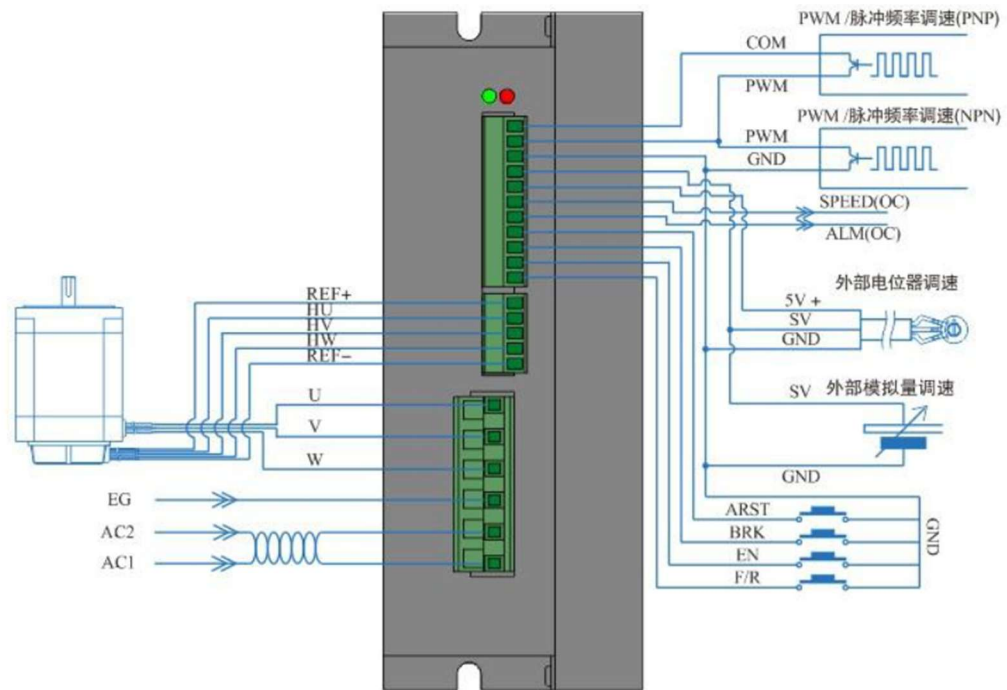 PWM /脉冲频率调速(PNP)
COM
PWM
PWM /脉冲频率调速(NPN)
PWM
GND
SPEED(OC)
ALM(OC)
外部电位器调速
5V +
SV
GND
外部模拟量调速
SV
GND
ARST
BRK
EN
F/R
GND
REF+
HU
HV
HW
REF−
U
V
W
EG
AC2
AC1